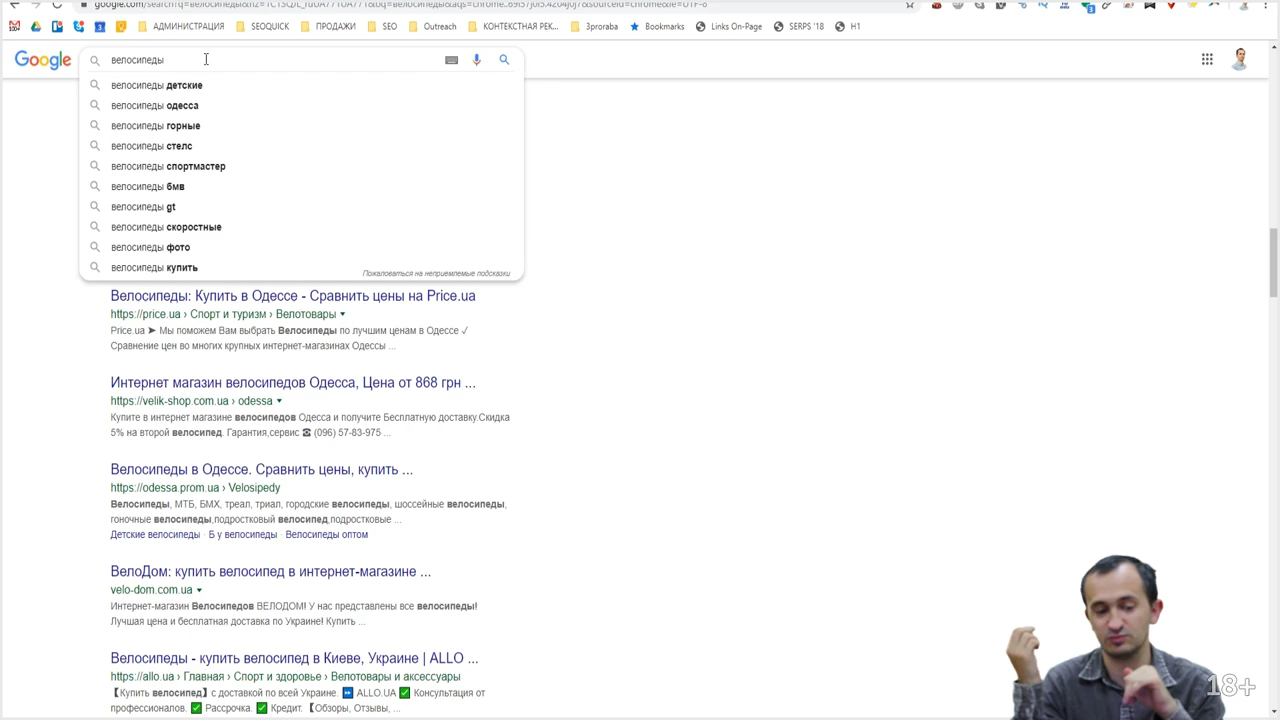 АДМИНИСТРАЦИЯ SEOQUICK ПРОДАЖИ SEO Outreach КОНТЕКСТНАЯ РЕК... 3proraba Bookmarks Links-Own SERPS '18 H1
Google велосипеды
велосипеды детские
велосипеды одесса
велосипеды горные
велосипеды стелс
велосипеды спортмастер
велосипеды бмв
велосипеды gt
велосипеды скоростные
велосипеды фото
велосипеды купить
Пожаловаться на неприемлемые подсказки
Велосипеды: Купить в Одессе - Сравнить цены на Price.ua
https://price.ua › Спорт и туризм › Велотовары ▼
Price.ua ➤ Мы поможем Вам выбрать Велосипеды по лучшим ценам в Одессе ✓
Сравнение цен во многих крупных интернет-магазинах Одессы ...
Интернет магазин велосипедов Одесса, Цена от 868 грн ...
https://velik-shop.com.ua › odessa ▼
Купите в интернет магазине велосипедов Одесса и получите Бесплатную доставку.Скидка
5% на второй велосипед. Гарантия,сервис ☎ (096) 57-83-975 ...
Велосипеды в Одессе. Сравнить цены, купить ...
https://odessa.prom.ua › Velosipedy
Велосипеды, МТБ, БМХ, треал, триал, городские велосипеды, шоссейные велосипеды,
гоночные велосипеды,подростковый велосипед,подростковые ...
Детские велосипеды · Б у велосипеды · Велосипеды оптом
ВелоДом: купить велосипед в интернет-магазине ...
velo-dom.com.ua ▼
Интернет-магазин Велосипедов ВЕЛОДОМ! У нас представлены все велосипеды!
Лучшая цена и бесплатная доставка по Украине! Купить ...
Велосипеды - купить велосипед в Киеве, Украине | ALLO ...
https://allo.ua › Главная › Спорт и здоровье › Велотовары и аксессуары
【Купить велосипед】с доставкой по всей Украине. ⏩ ALLO.UA ✅ Консультация от
профессионалов. ✅ Рассрочка. ✅ Кредит. 【Обзоры, Отзывы, ...
18+